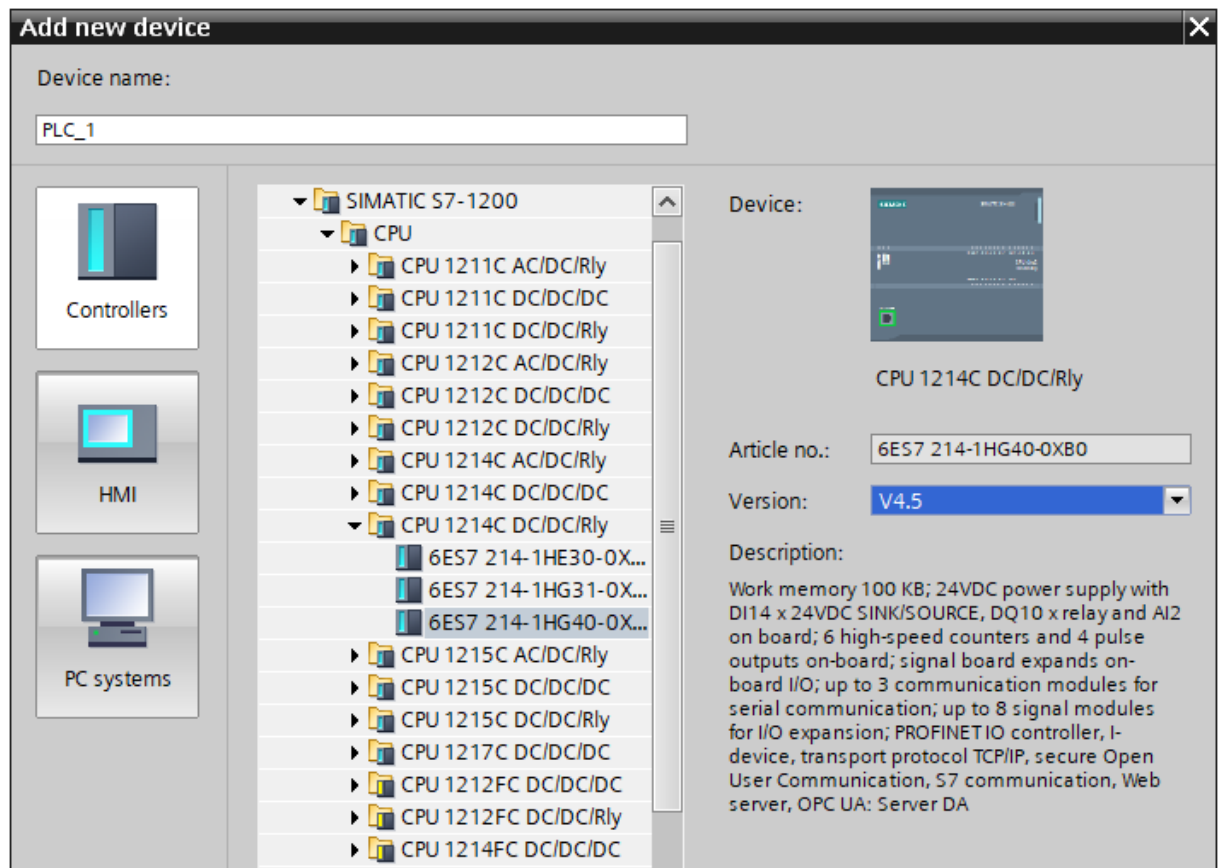 Add new device
Device name:
PLC_1
Controllers
HMI
PC systems
SIMATIC S7-1200
CPU
CPU 1211C AC/DC/Rly
CPU 1211C DC/DC/DC
CPU 1211C DC/DC/Rly
CPU 1212C AC/DC/Rly
CPU 1212C DC/DC/DC
CPU 1212C DC/DC/Rly
CPU 1214C AC/DC/Rly
CPU 1214C DC/DC/DC
CPU 1214C DC/DC/Rly
6ES7 214-1HE30-0X...
6ES7 214-1HG31-0X...
6ES7 214-1HG40-0X...
CPU 1215C AC/DC/Rly
CPU 1215C DC/DC/DC
CPU 1215C DC/DC/Rly
CPU 1217C DC/DC/DC
CPU 1212FC DC/DC/DC
CPU 1212FC DC/DC/Rly
CPU 1214FC DC/DC/DC
Device:
SIEMENS
CPU 1214C DC/DC/Rly
Article no.: 6ES7 214-1HG40-0XB0
Version: V4.5
Description:
Work memory 100 KB; 24VDC power supply with
DI14 x 24VDC SINK/SOURCE, DQ10 x relay and AI2
on board; 6 high-speed counters and 4 pulse
outputs on-board; signal board expands on-
board I/O; up to 3 communication modules for
serial communication; up to 8 signal modules
for I/O expansion; PROFINET IO controller, I-
device, transport protocol TCP/IP, secure Open
User Communication, S7 communication, Web
server, OPC UA: Server DA